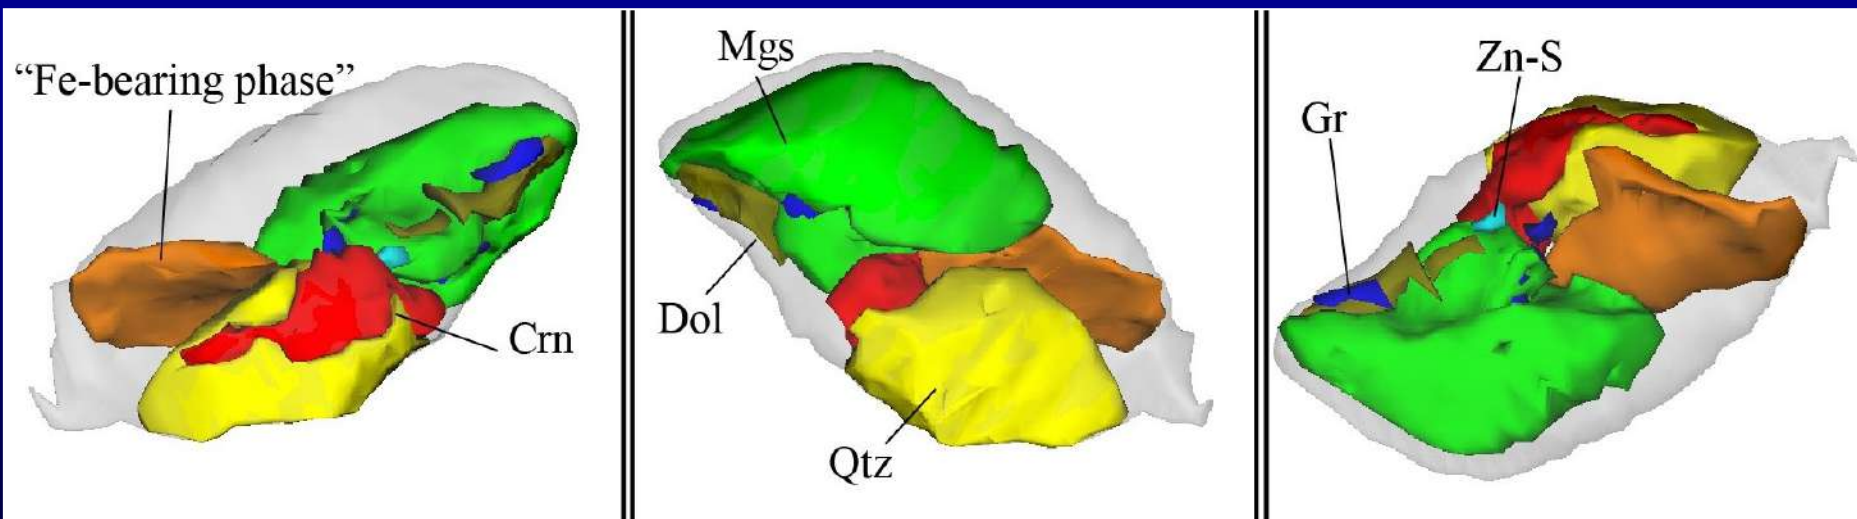 “Fe-bearing phase”
Crn
Mgs
Dol
Qtz
Zn-S
Gr